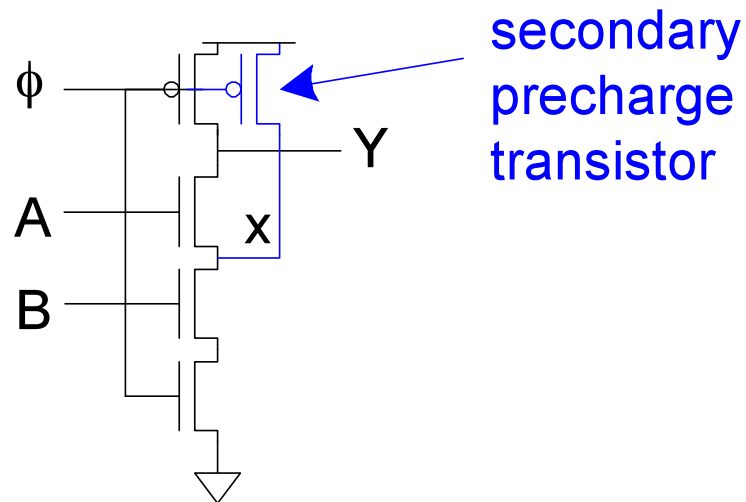 secondary
precharge
transistor
ϕ
Y
A
x
B